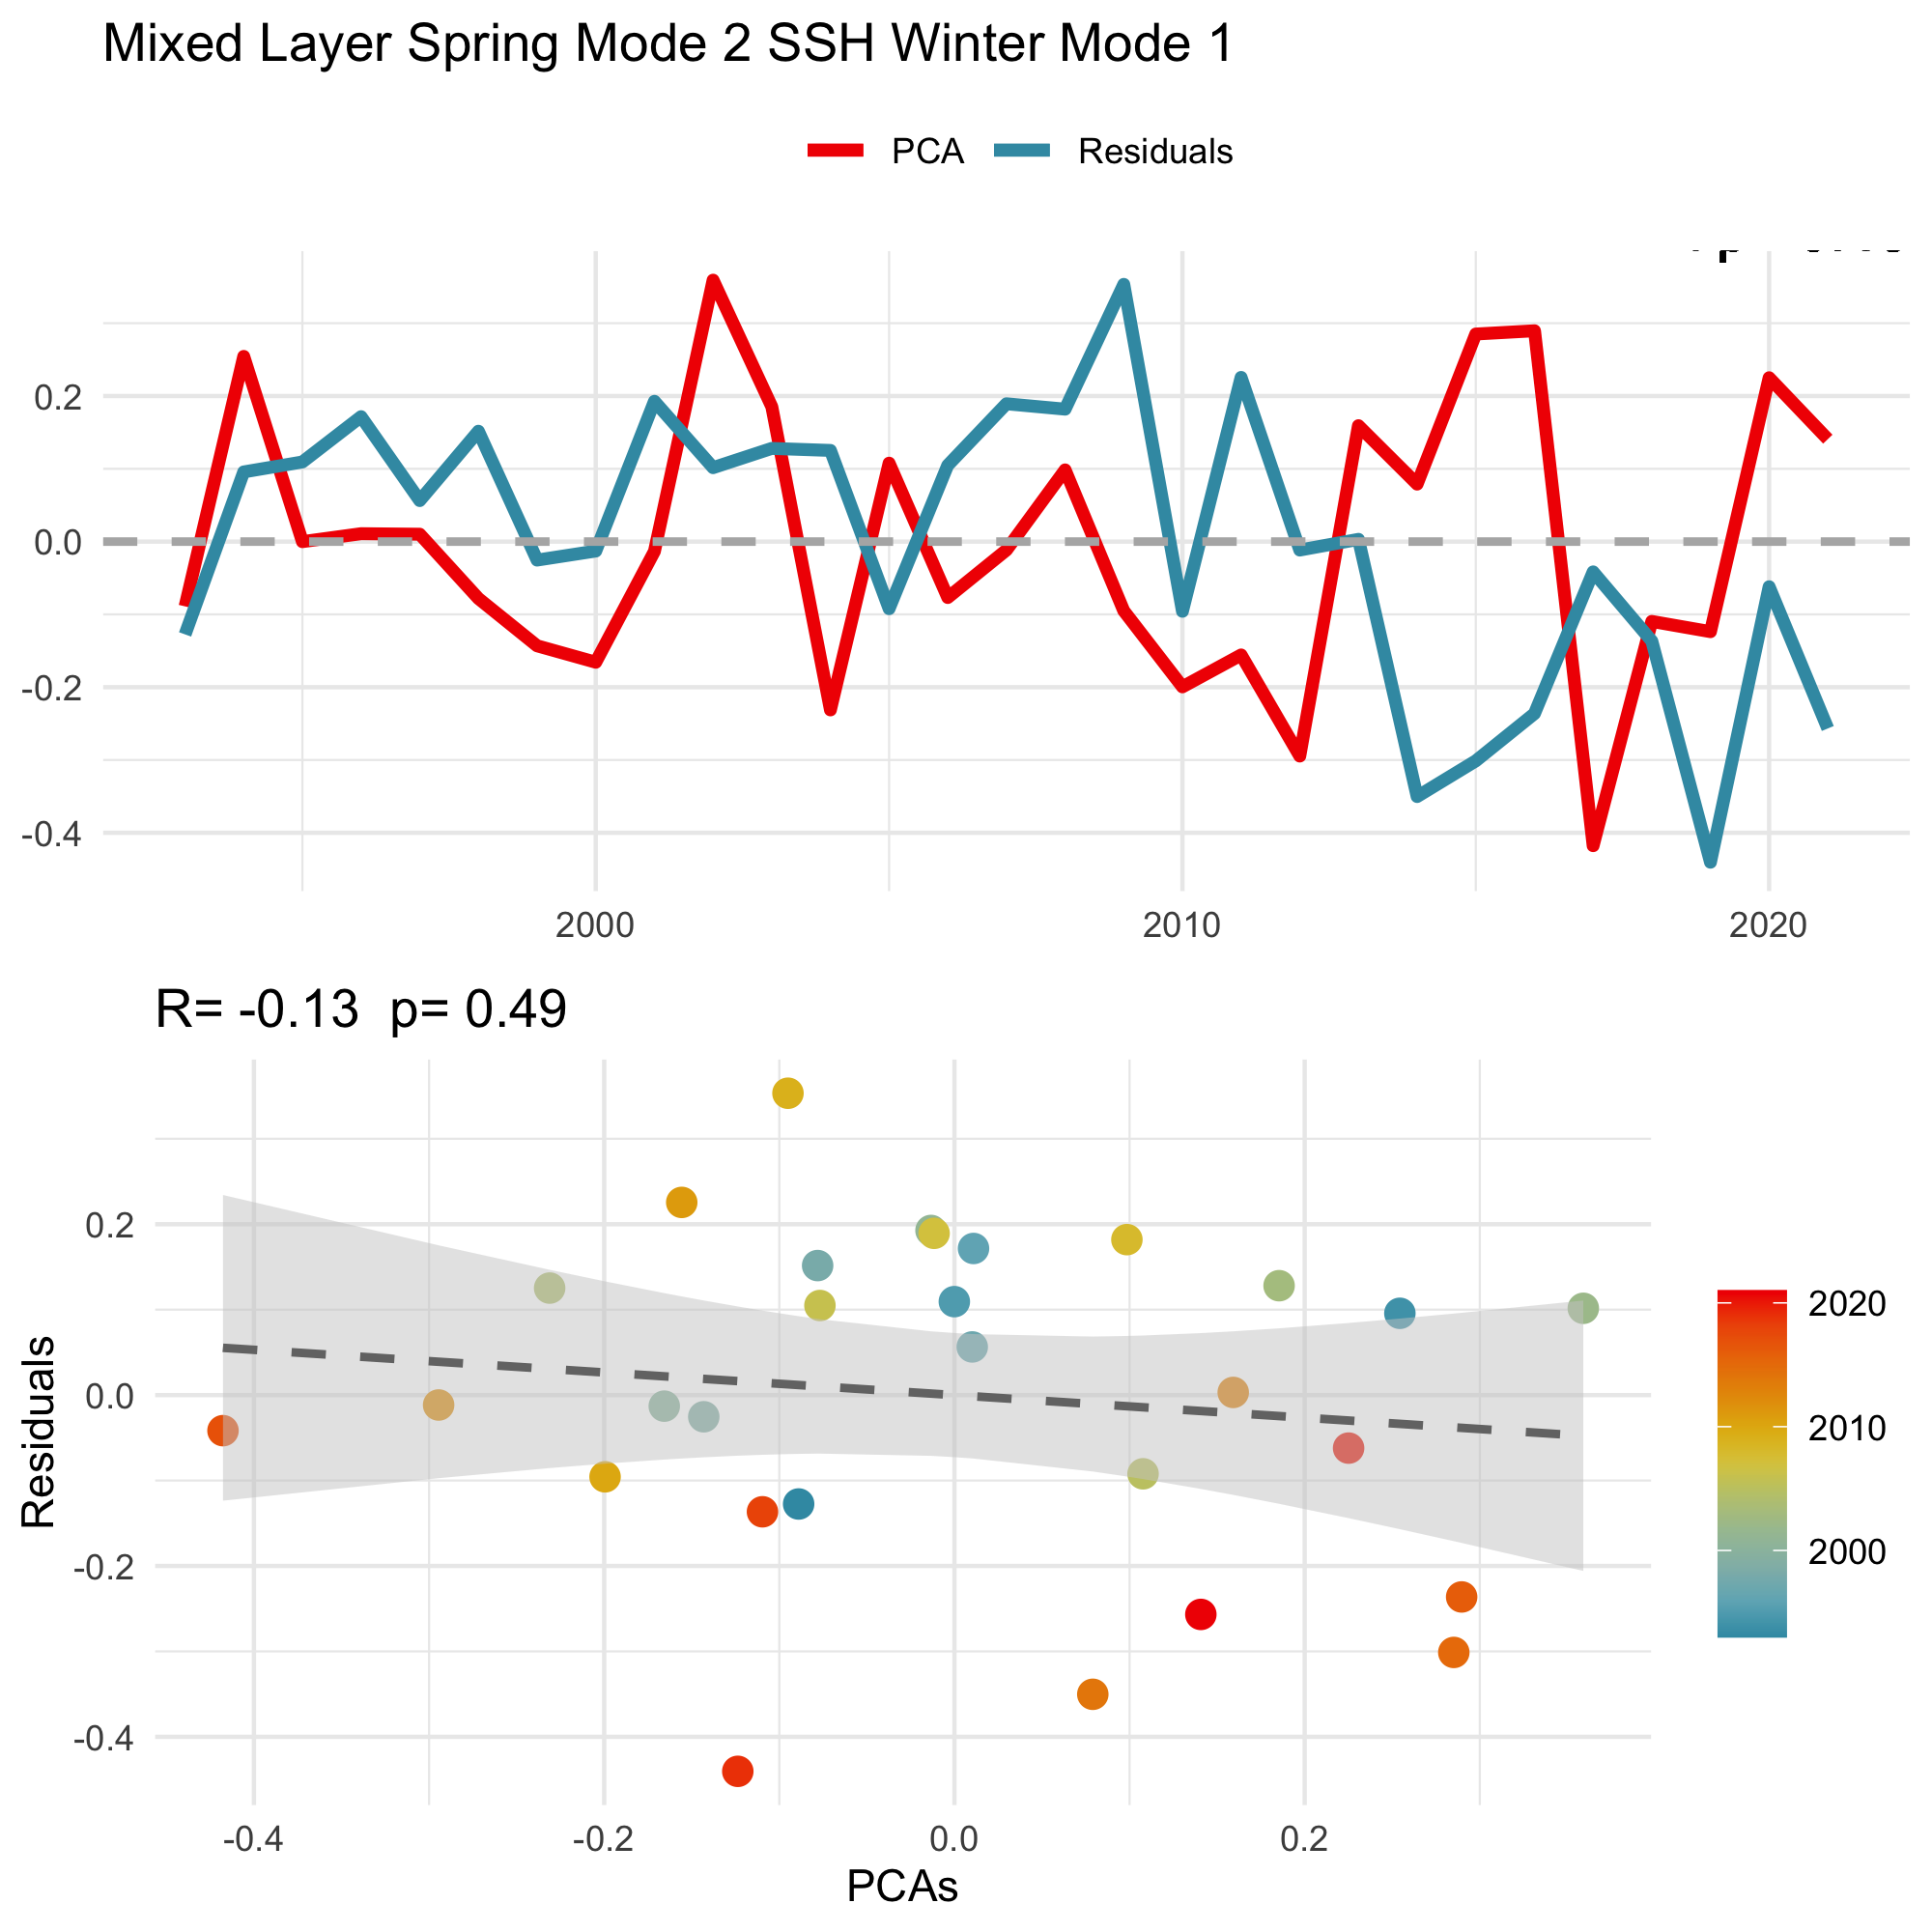 Mixed Layer Spring Mode 2 SSH Winter Mode 1
PCA Residuals
0.2
0.0
-0.2
-0.4
2000 2010 2020
R= -0.13 p= 0.49
Residuals
0.2
0.0
-0.2
-0.4
-0.4 -0.2 0.0 0.2
PCAs
2020
2010
2000